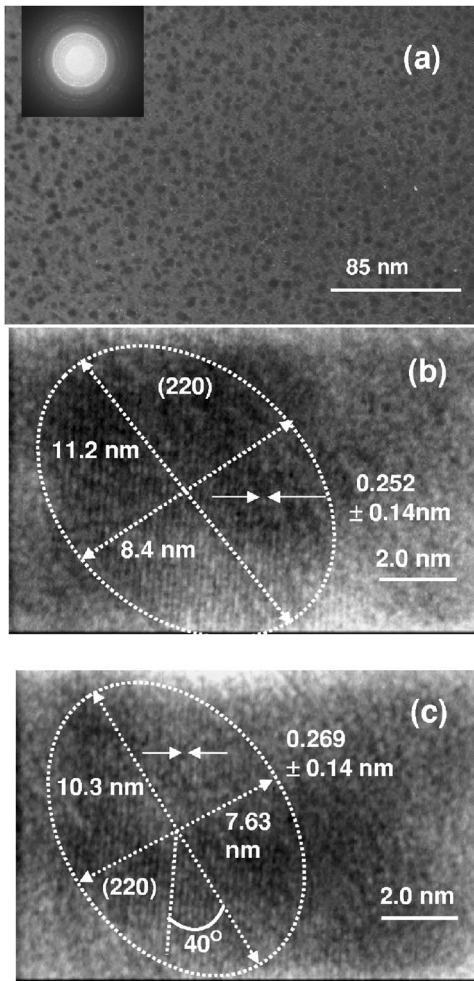 (a)
85 nm
(b)
(220)
11.2 nm
0.252
± 0.14nm
8.4 nm
2.0 nm
(c)
0.269
± 0.14 nm
10.3 nm
7.63
nm
(220)
2.0 nm
40°